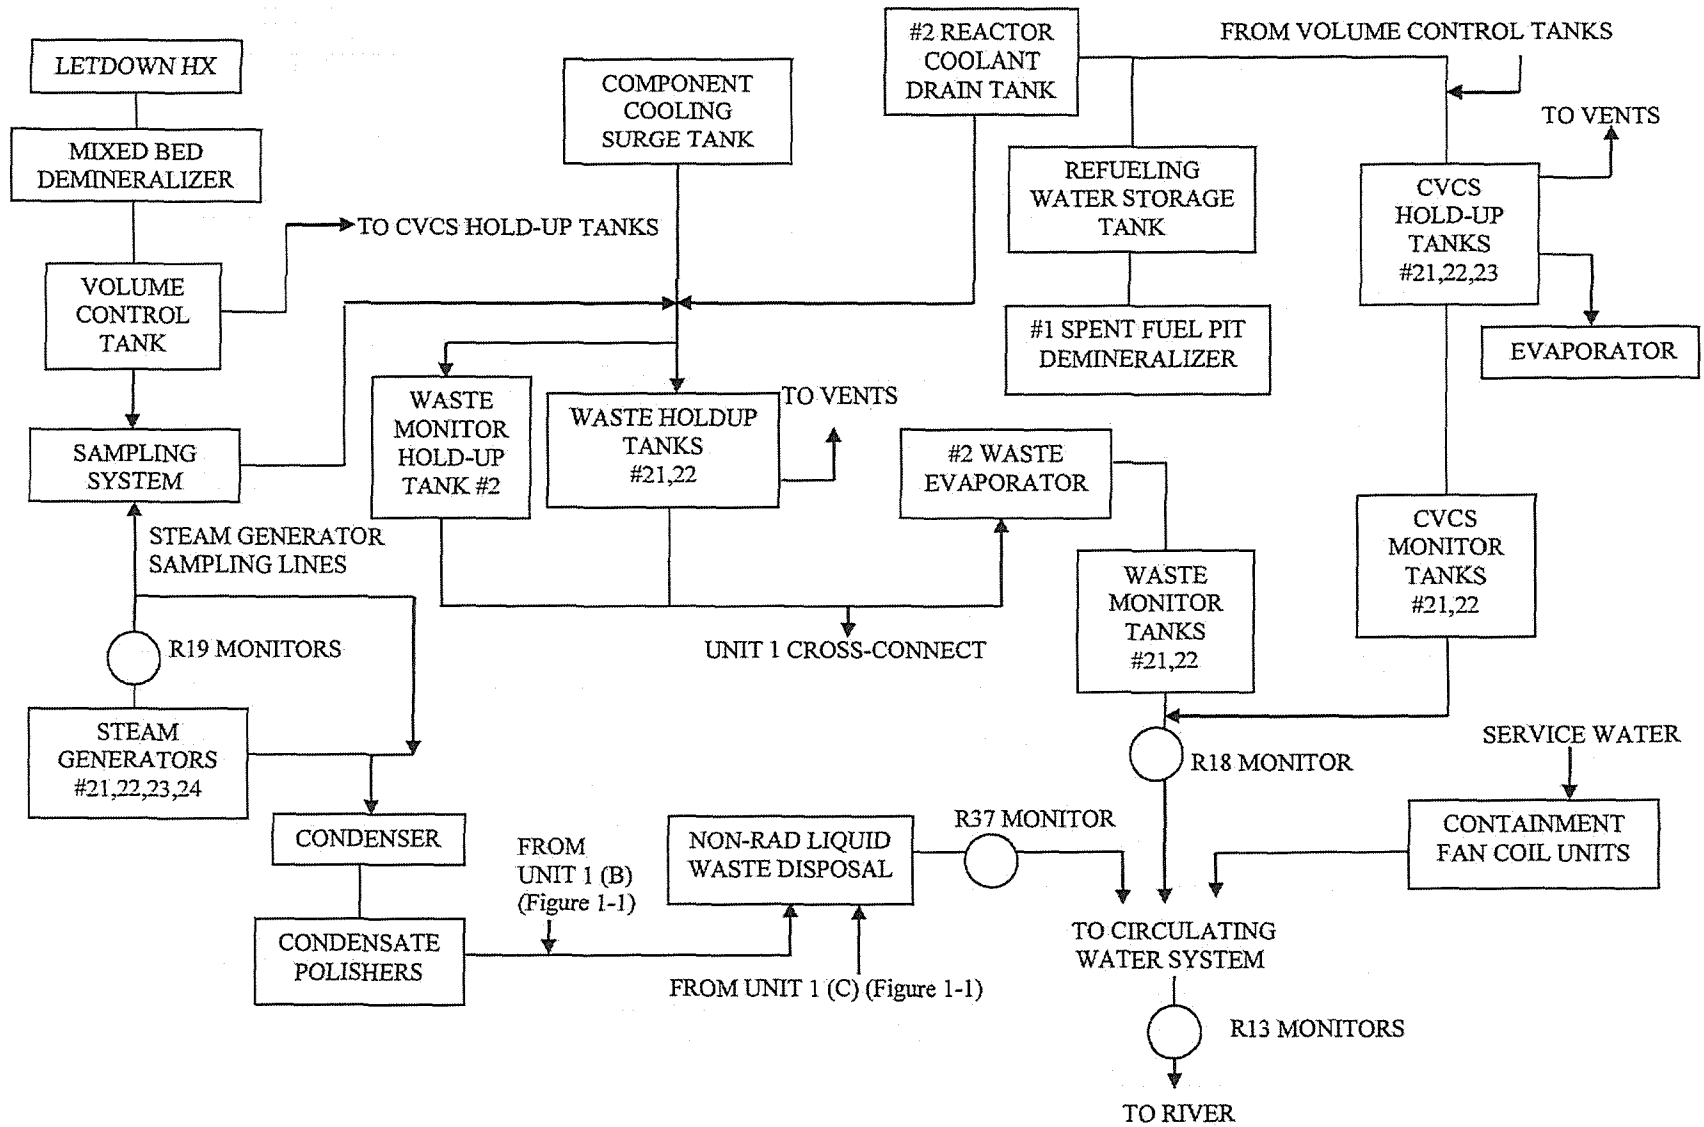 LETDOWN HX
MIXED BED
DEMINERALIZER
VOLUME
CONTROL
TANK
TO CVCS HOLD-UP TANKS
SAMPLING
SYSTEM
STEAM GENERATOR
SAMPLING LINES
R19 MONITORS
STEAM
GENERATORS
#21,22,23,24
CONDENSER
CONDENSATE
POLISHERS
COMPONENT
COOLING
SURGE TANK
WASTE
MONITOR
HOLD-UP
TANK #2
WASTE HOLDUP
TANKS
#21,22
TO VENTS
UNIT 1 CROSS-CONNECT
FROM
UNIT 1 (B)
(Figure 1-1)
NON-RAD LIQUID
WASTE DISPOSAL
FROM UNIT 1 (C) (Figure 1-1)
R37 MONITOR
#2 REACTOR
COOLANT
DRAIN TANK
REFUELING
WATER STORAGE
TANK
#1 SPENT FUEL PIT
DEMINERALIZER
#2 WASTE
EVAPORATOR
WASTE
MONITOR
TANKS
#21,22
R18 MONITOR
FROM VOLUME CONTROL TANKS
TO VENTS
CVCS
HOLD-UP
TANKS
#21,22,23
EVAPORATOR
CVCS
MONITOR
TANKS
#21,22
SERVICE WATER
CONTAINMENT
FAN COIL UNITS
TO CIRCULATING
WATER SYSTEM
R13 MONITORS
TO RIVER